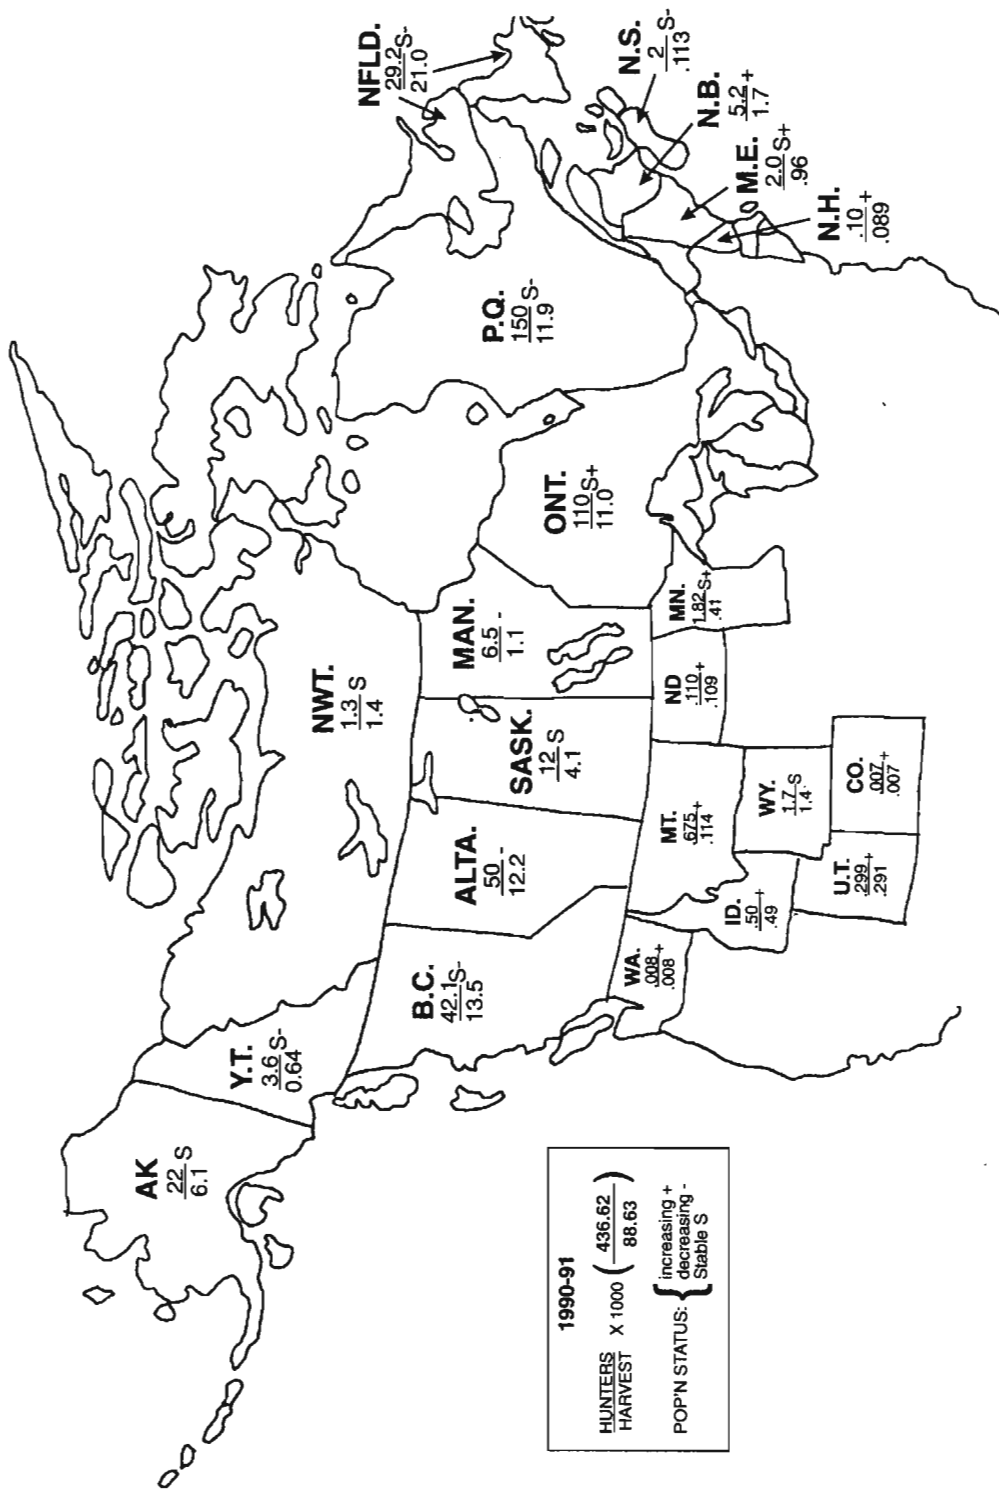 AK
22 S
6.1
Y.T.
3.6 S-
0.64
NWT.
1.3 S
1.4
B.C.
42.1 S-
13.5
ALTA.
50 -
12.2
SASK.
12 S
4.1
MAN.
6.5 -
1.1
ONT.
110 S+
11.0
P.Q.
150 S-
11.9
NFLD.
29.2 S-
21.0
N.S.
2 S-
.113
N.B.
5.2 +
1.7
M.E.
2.0 S+
.96
N.H.
.10 +
.089
WA.
.008 +
.008
ID.
.50 +
.49
MT.
.675 +
.114
ND
.110 +
.109
MN.
1.82 S+
.41
WY.
1.7 S
1.4
U.T.
.299 +
.291
CO.
.007 +
.007
1990-91
HUNTERS X 1000 ( 436.62
HARVEST 88.63 )
POP'N STATUS: { increasing +
decreasing -
Stable S